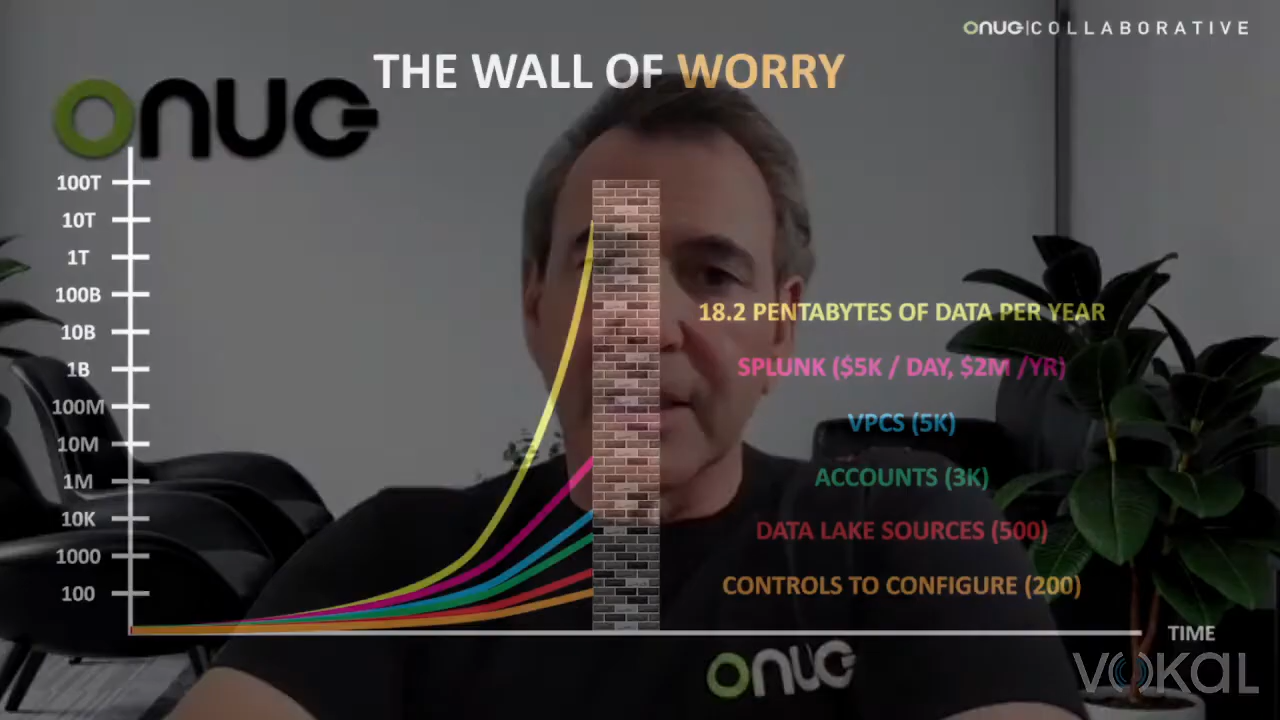 ONUG|COLLABORATIVE
THE WALL OF WORRY
ONUG
100T
10T
1T
100B
10B
1B
100M
10M
1M
10K
1000
100
18.2 PENTABYTES OF DATA PER YEAR
SPLUNK ($5K / DAY, $2M /YR)
VPCS (5K)
ACCOUNTS (3K)
DATA LAKE SOURCES (500)
CONTROLS TO CONFIGURE (200)
TIME
ONUG
VOKAL